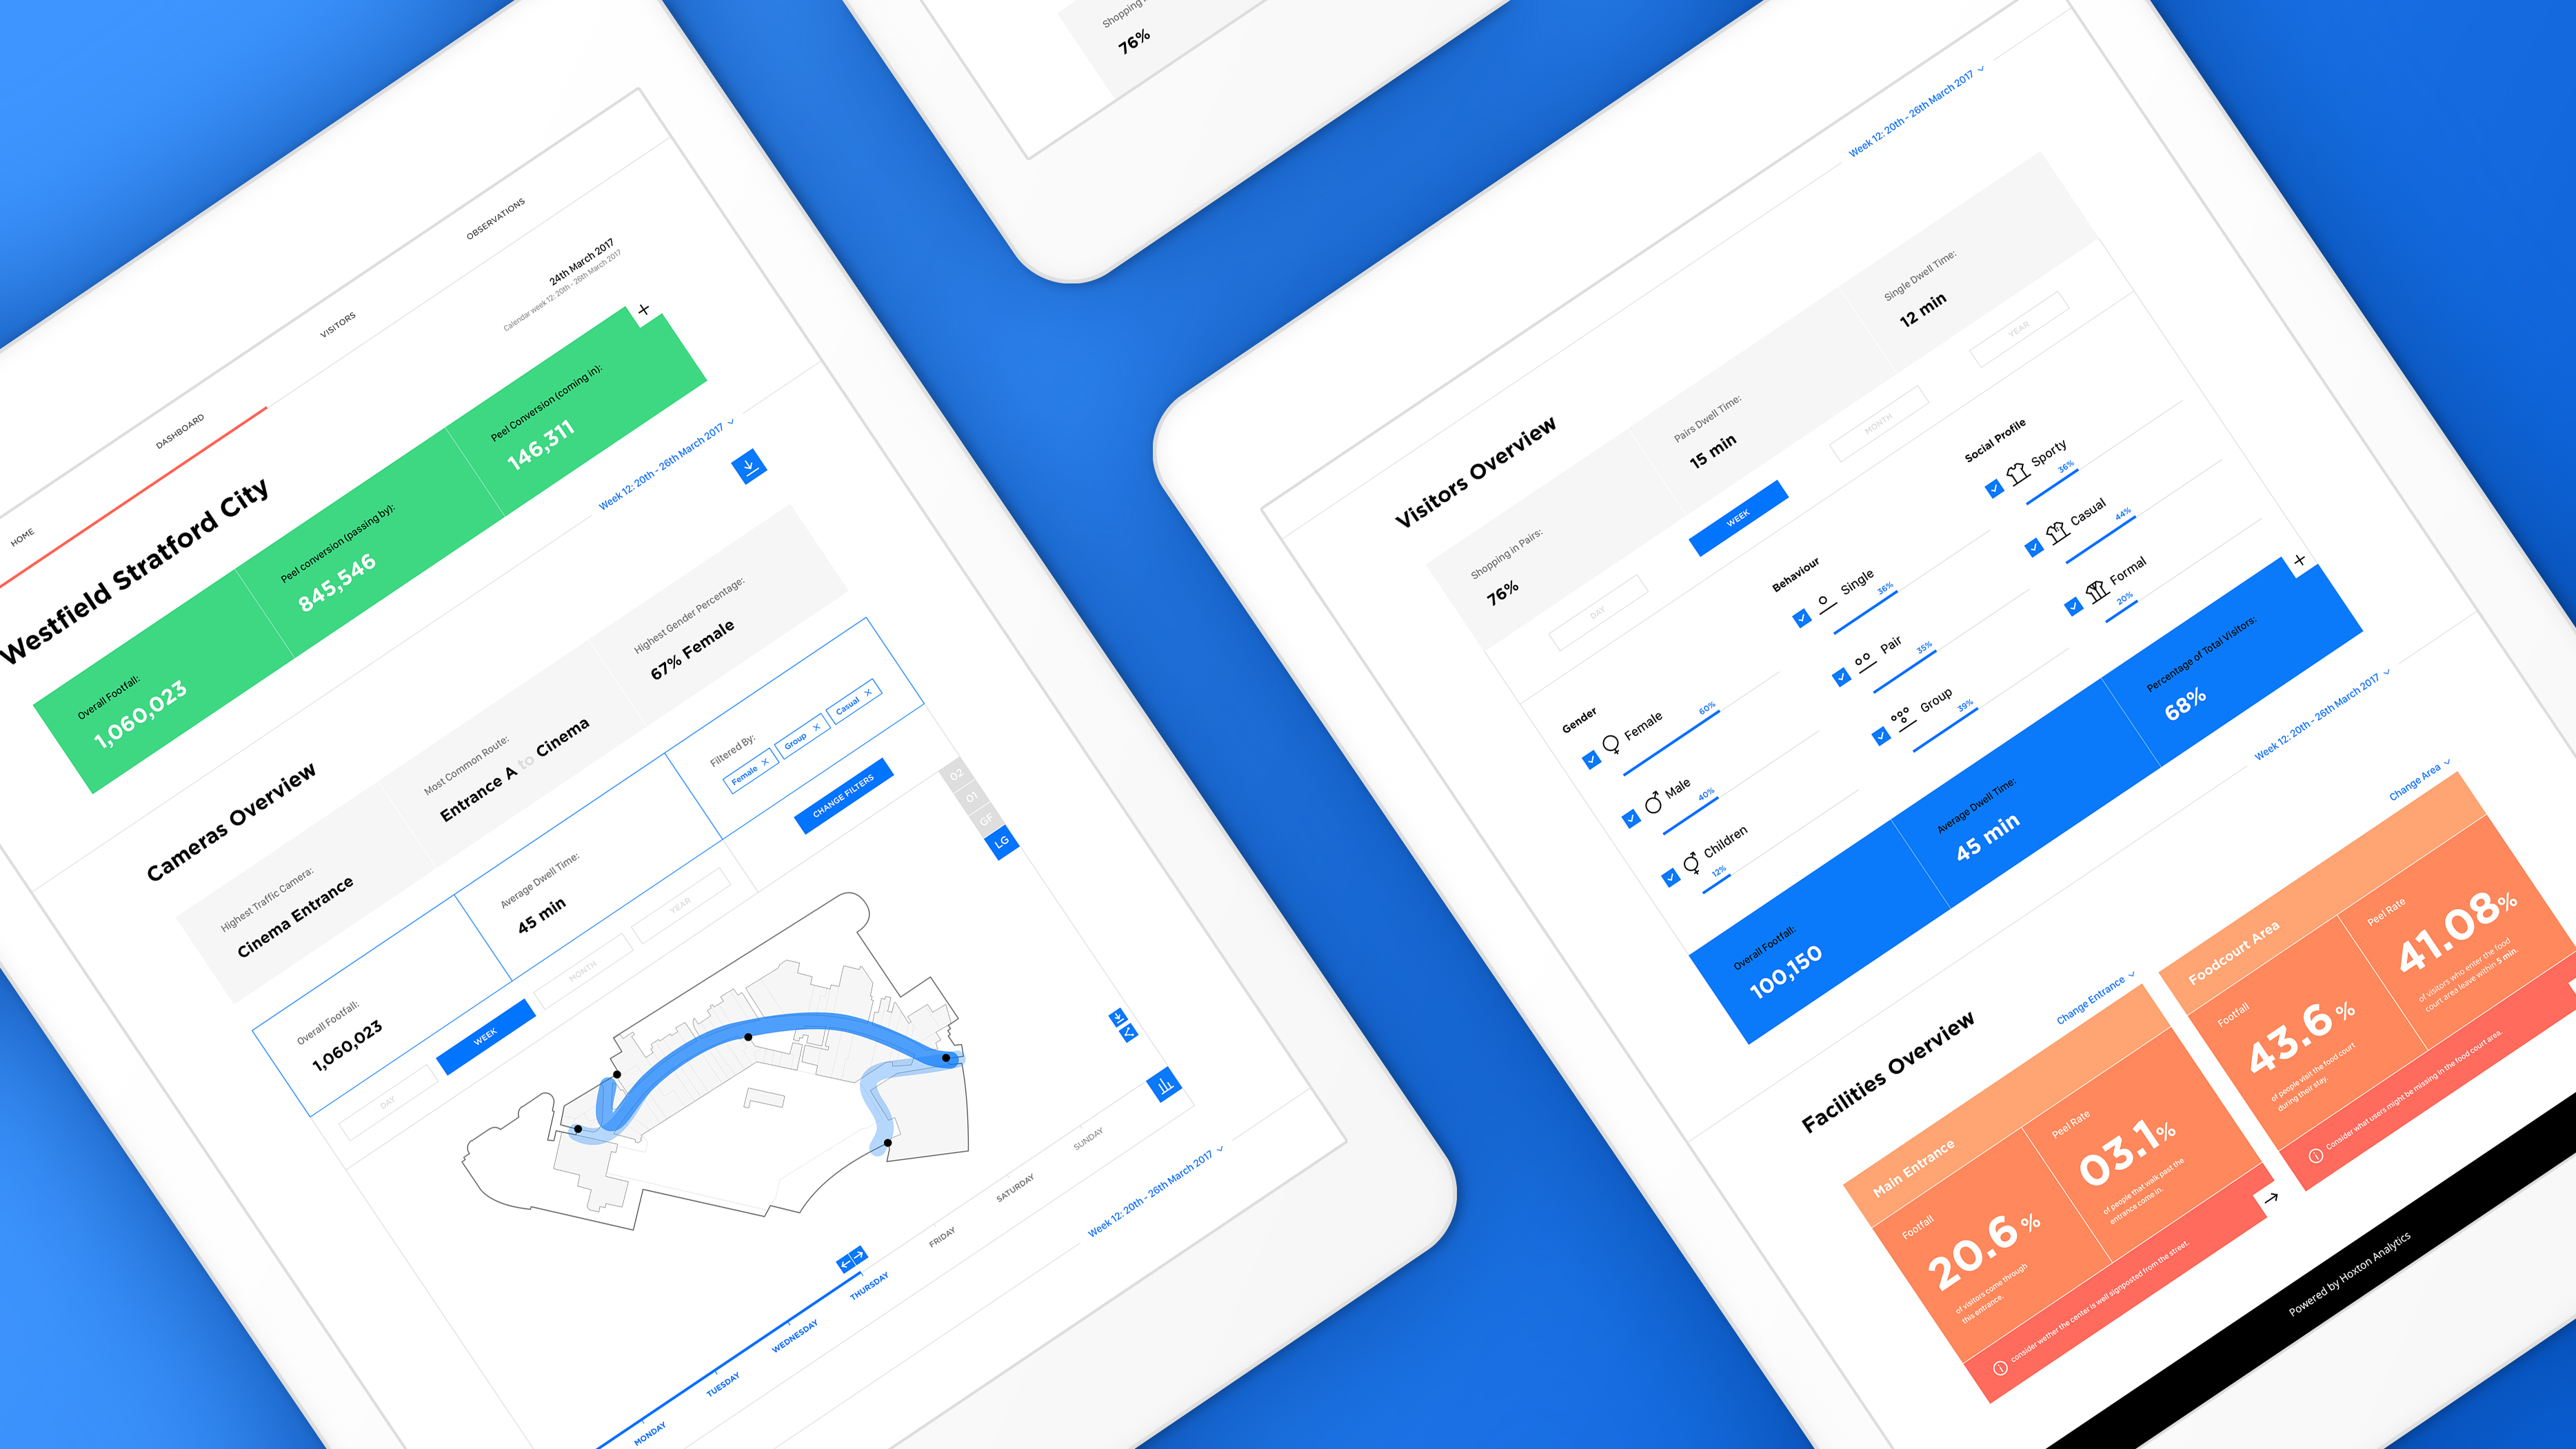 HOME
DASHBOARD
VISITORS
OBSERVATIONS
Westfield Stratford City
24th March 2017
Calendar week 12: 20th - 26th March 2017
Overall Footfall:
1,060,023
Peel conversion (passing by):
845,546
Peel Conversion (coming in):
146,311
Cameras Overview
Week 12: 20th - 26th March 2017
Highest Traffic Camera:
Cinema Entrance
Most Common Route:
Entrance A to Cinema
Highest Gender Percentage:
67% Female
Overall Footfall:
1,060,023
Average Dwell Time:
45 min
Filtered By:
Female
Group
Casual
DAY
WEEK
MONTH
YEAR
CHANGE FILTERS
02
01
GF
LG
MONDAY
TUESDAY
WEDNESDAY
THURSDAY
FRIDAY
SATURDAY
SUNDAY
Week 12: 20th - 26th March 2017
Shopping
76%
Visitors Overview
Week 12: 20th - 26th March 2017
Shopping in Pairs:
76%
Pairs Dwell Time:
15 min
Single Dwell Time:
12 min
DAY
WEEK
MONTH
YEAR
Gender
Female
60%
Male
40%
Children
12%
Behaviour
Single
36%
Pair
35%
Group
39%
Social Profile
Sporty
36%
Casual
44%
Formal
20%
Overall Footfall:
100,150
Average Dwell Time:
45 min
Percentage of Total Visitors:
68%
Facilities Overview
Week 12: 20th - 26th March 2017
Change Entrance
Main Entrance
Footfall
20.6 %
of visitors come through
this entrance.
Peel Rate
03.1%
of people that walk past the
entrance come in.
consider wether the center is well signposted from the street.
Change Area
Foodcourt Area
Footfall
43.6 %
of people visit the food court
during their stay.
Peel Rate
41.08%
of visitors who enter the food
court area leave within 5 min.
Consider what users might be missing in the food court area.
Powered by Hoxton Analytics